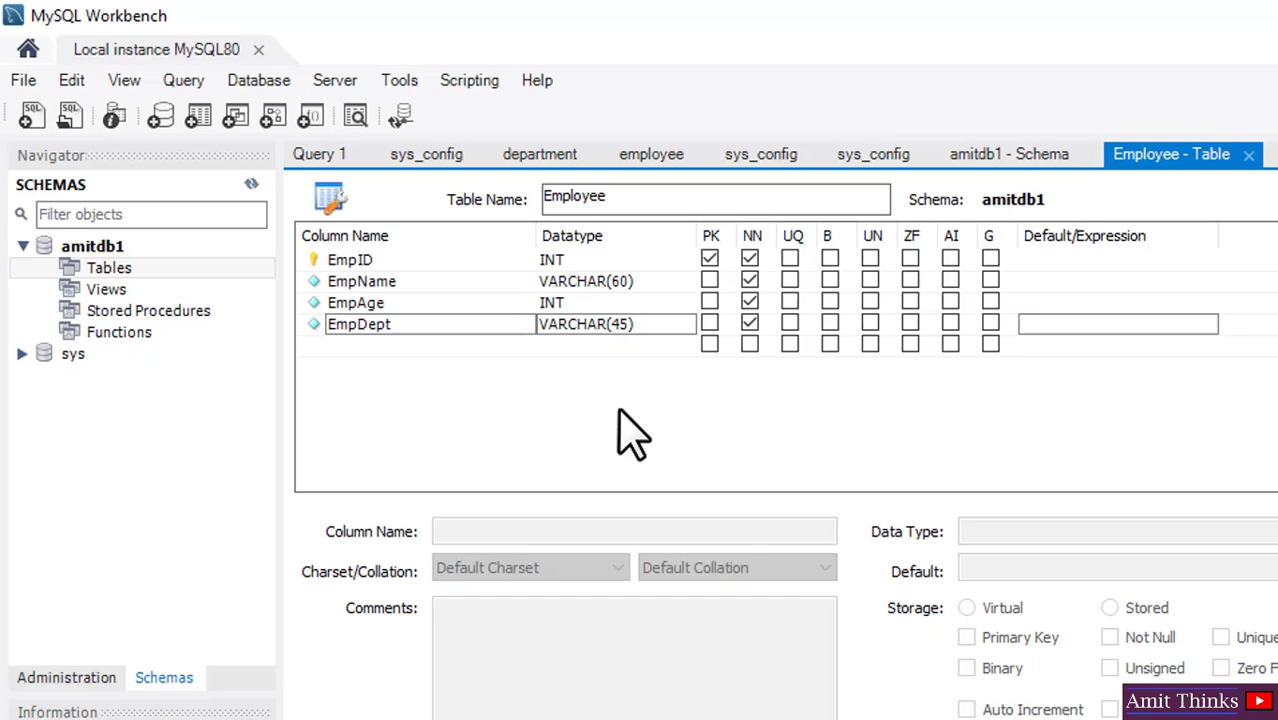 MySQL Workbench
Local instance MySQL80
File Edit View Query Database Server Tools Scripting Help
Navigator
SCHEMAS
Filter objects
amitdb1
Tables
Views
Stored Procedures
Functions
sys
Administration Schemas
Information
Query 1 sys_config department employee sys_config sys_config amitdb1 - Schema Employee - Table
Table Name: Employee Schema: amitdb1
Column Name Datatype PK NN UQ B UN ZF AI G Default/Expression
EmpID INT
EmpName VARCHAR(60)
EmpAge INT
EmpDept VARCHAR(45)
Column Name: Data Type:
Charset/Collation: Default Charset Default Collation Default:
Comments: Storage: Virtual Stored
Primary Key Not Null Unique
Binary Unsigned Zero F
Auto Increment
Amit Thinks